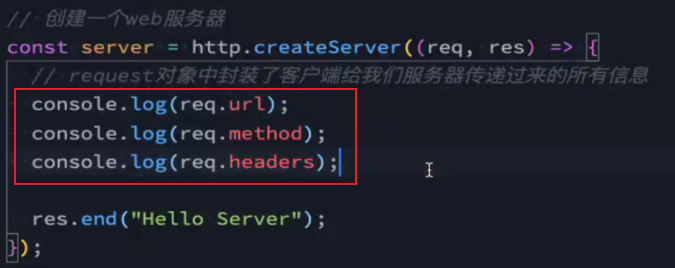 // 创建一个web服务器
const server = http.createServer((req, res) => {
// request对象中封装了客户端给我们服务器传递过来的所有信息
console.log(req.url);
console.log(req.method);
console.log(req.headers);
res.end("Hello Server");
});